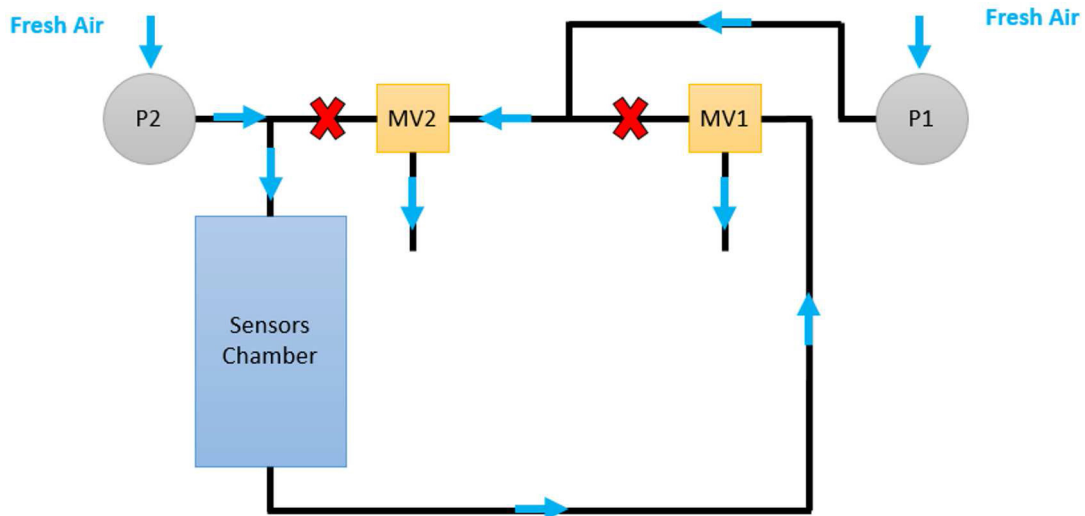 Fresh Air
Fresh Air
P2
MV2
MV1
P1
Sensors
Chamber